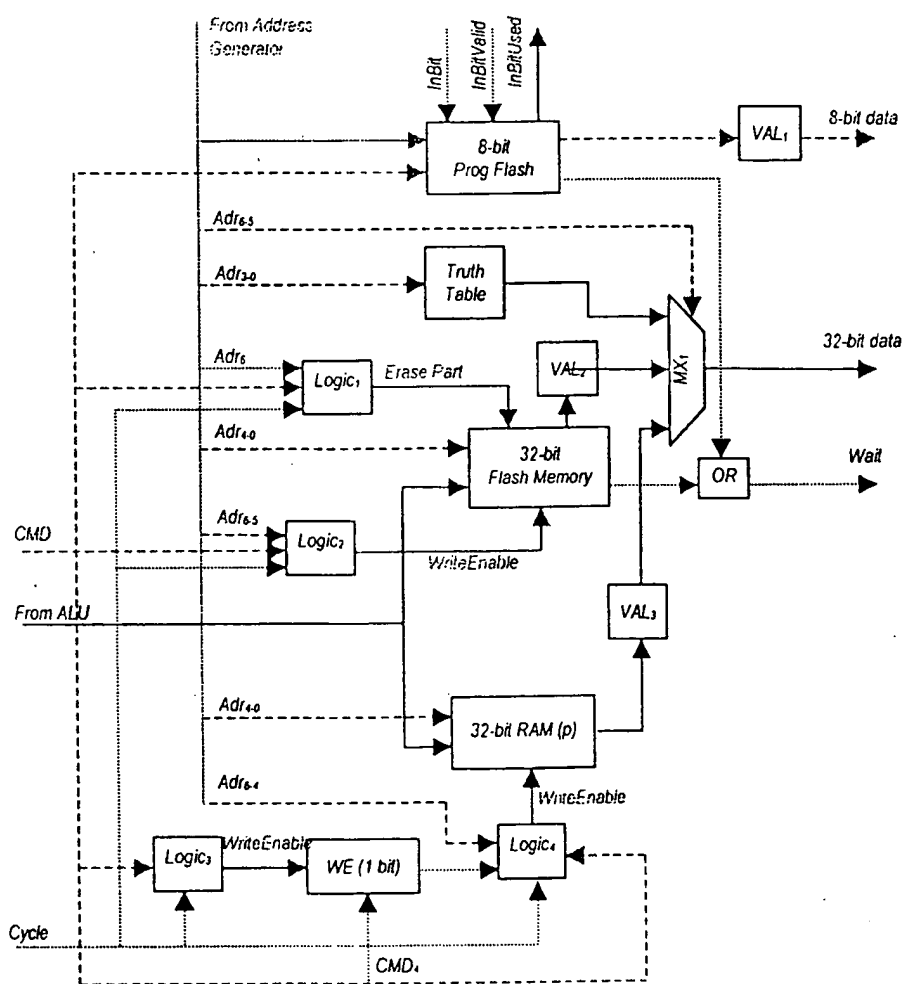 From Address
Generator
InBit
InBitValid
InBitUsed
8-bit
Prog Flash
VAL₁
8-bit data
Adr₆₋₅
Adr₃₋₀
Truth
Table
MX₁
32-bit data
Adr₆
Logic₁
Erase Part
VAL₂
Adr₄₋₀
32-bit
Flash Memory
OR
Wait
Adr₆₋₅
CMD
Logic₂
WriteEnable
From ALU
VAL₃
Adr₄₋₀
32-bit RAM (p)
Adr₆₋₄
WriteEnable
Logic₃
WriteEnable
WE (1 bit)
Logic₄
Cycle
CMD₄